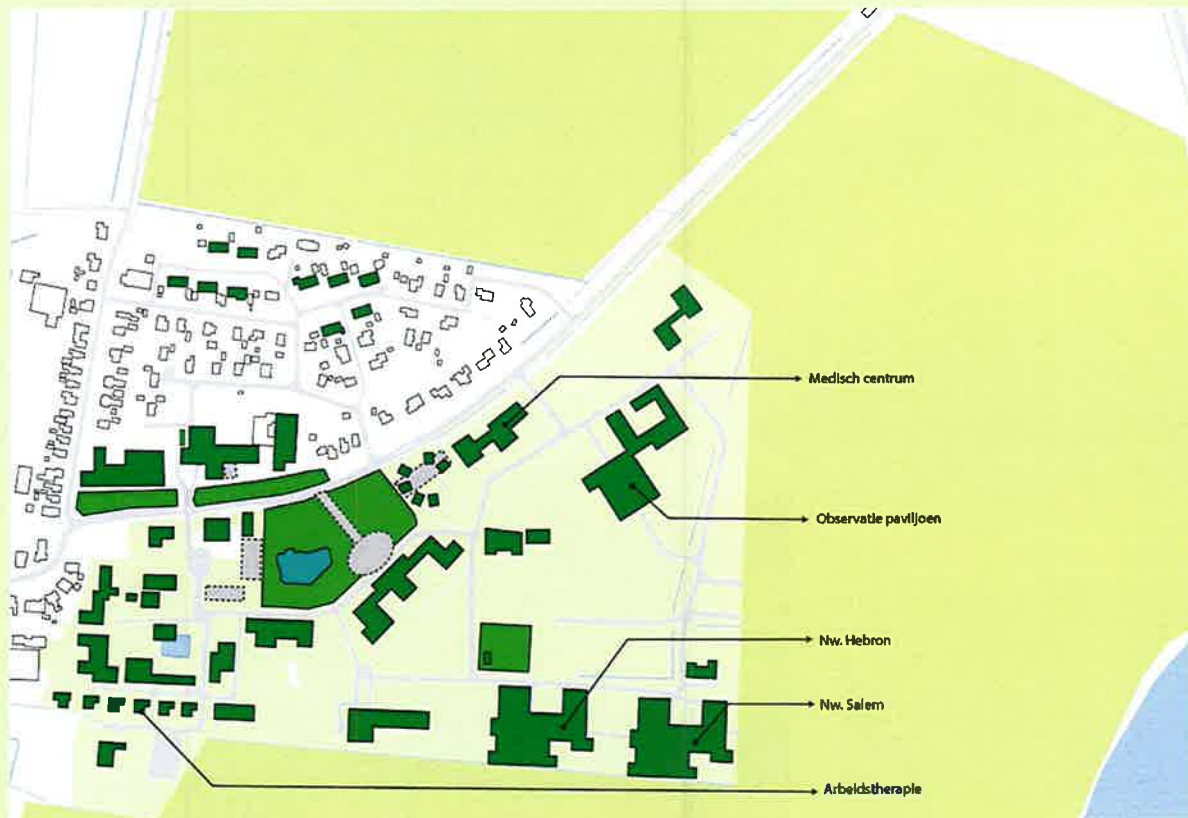 Medisch centrum
Observatie paviljoen
Nw. Hebron
Nw. Salem
Arbeidstherapie